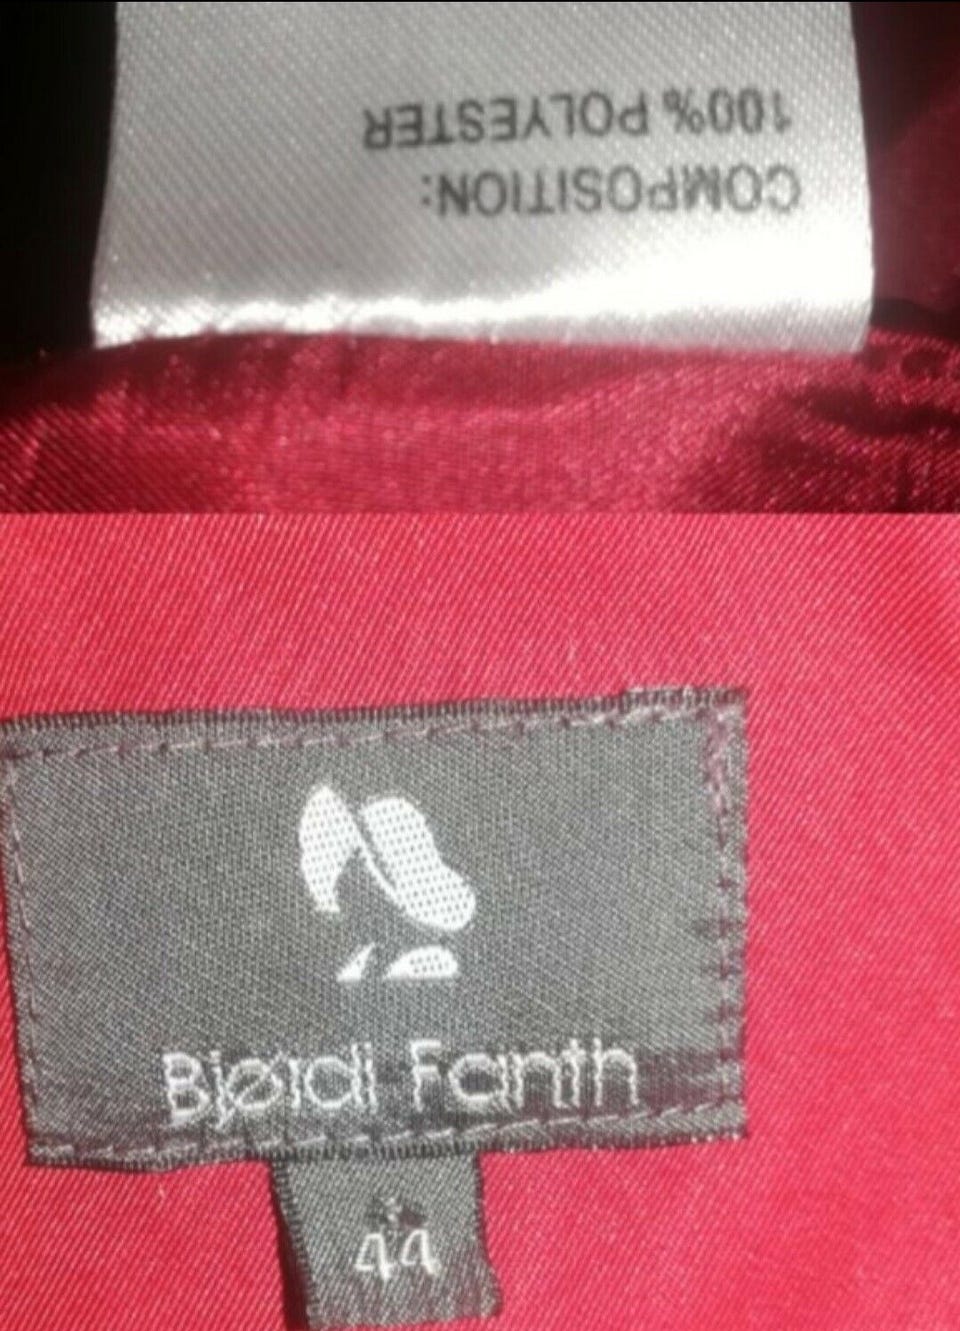 COMPOSITION:
100% POLYESTER
Bjørdi Fanth
44